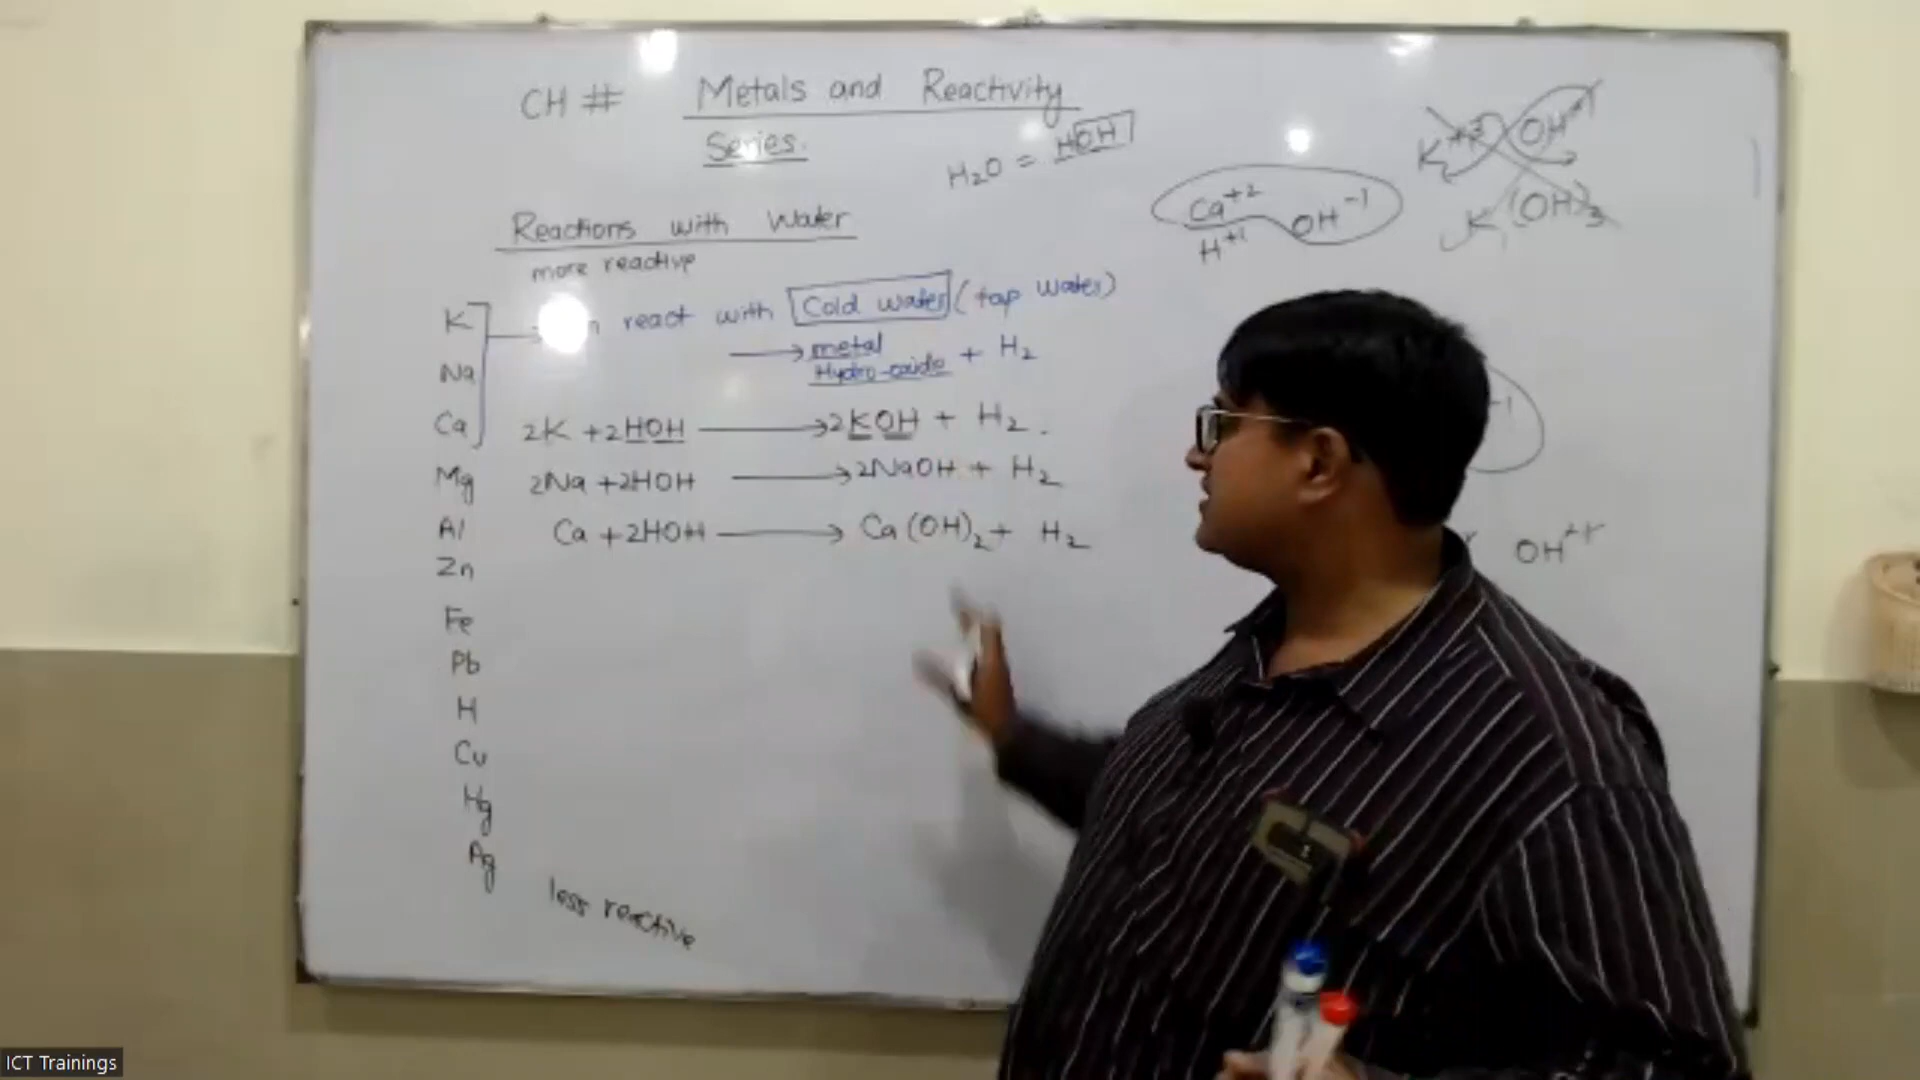 CH # Metals and Reactivity
Series.
H₂O = HOH
Ca⁺² OH⁻¹
H⁺¹
K OH⁻¹
K (OH)₃
Reactions with Water
more reactive
react with Cold water (tap water)
→ metal + H₂
Hydro-oxide
K
Na
Ca
Mg
Al
Zn
Fe
Pb
H
Cu
Hg
Ag
2K + 2HOH → 2KOH + H₂.
2Na + 2HOH → 2NaOH + H₂
Ca + 2HOH → Ca(OH)₂ + H₂
-1
OH
less reactive
ICT Trainings